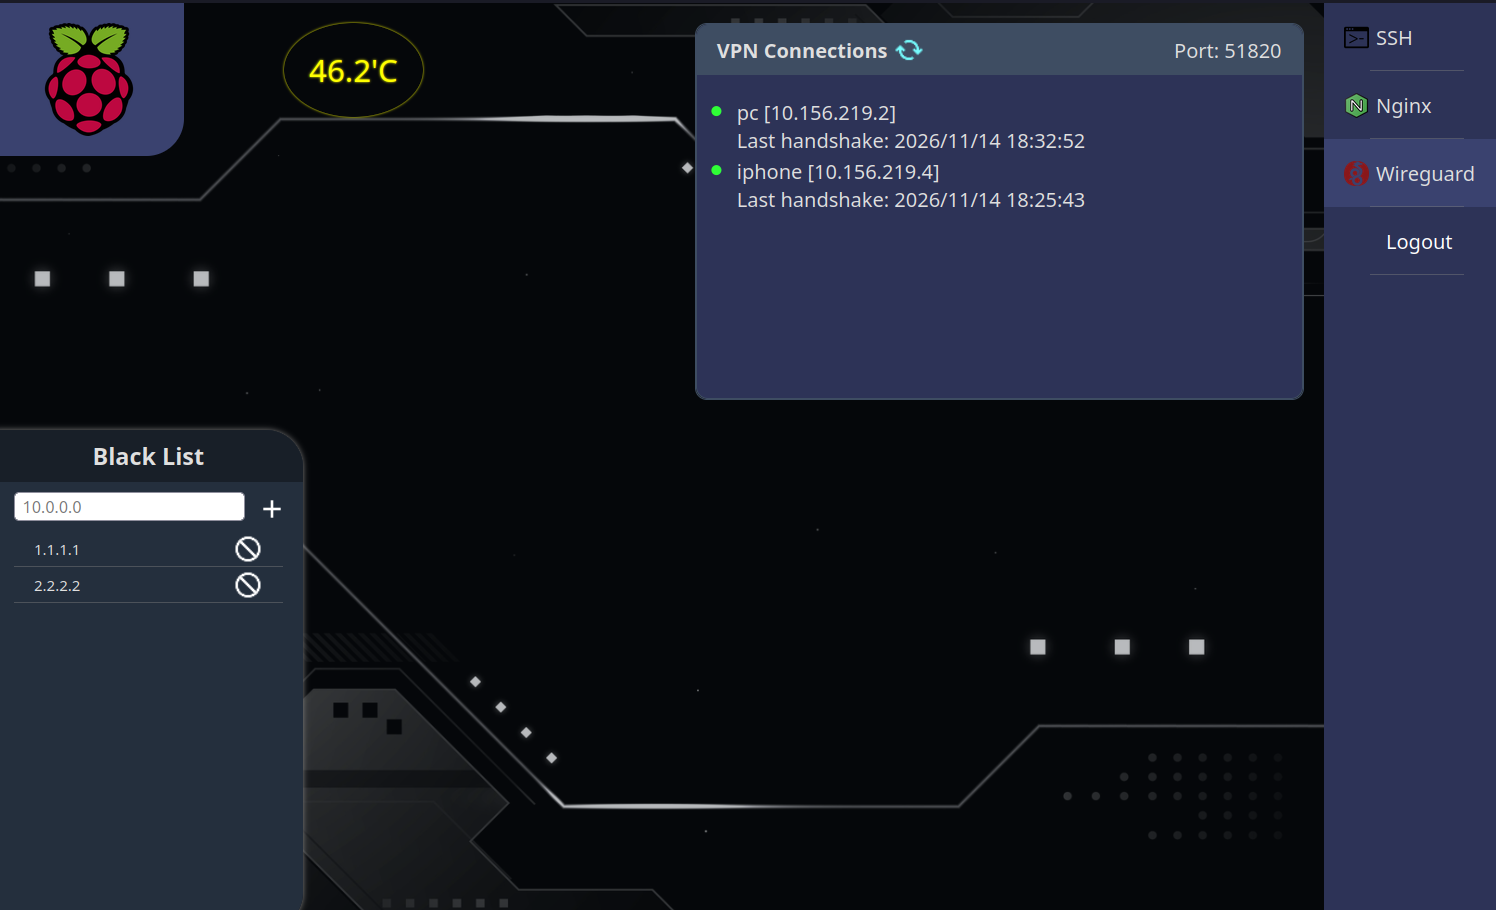 46.2'C
VPN Connections
Port: 51820
pc [10.156.219.2]
Last handshake: 2026/11/14 18:32:52
iphone [10.156.219.4]
Last handshake: 2026/11/14 18:25:43
SSH
Nginx
Wireguard
Logout
Black List
10.0.0.0
1.1.1.1
2.2.2.2